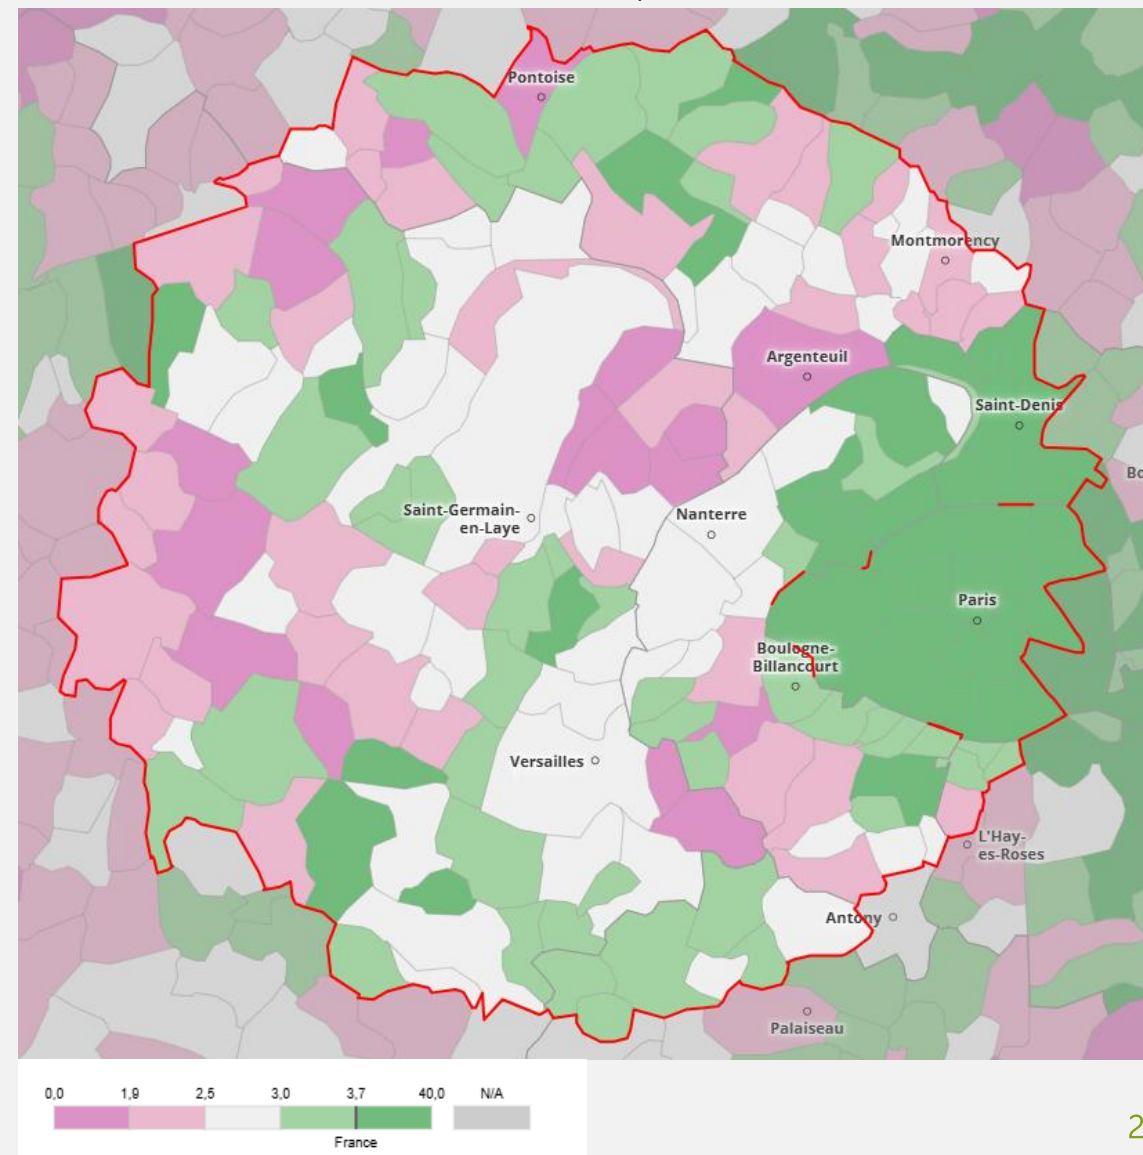 Pontoise
Montmorency
Argenteuil
Saint-Denis
Bo
Saint-Germain-
en-Laye
Nanterre
Paris
Boulogne-
Billancourt
Versailles
L'Hay-
es-Roses
Antony
Palaiseau
0,0 1,9 2,5 3,0 3,7 40,0 N/A
France
2